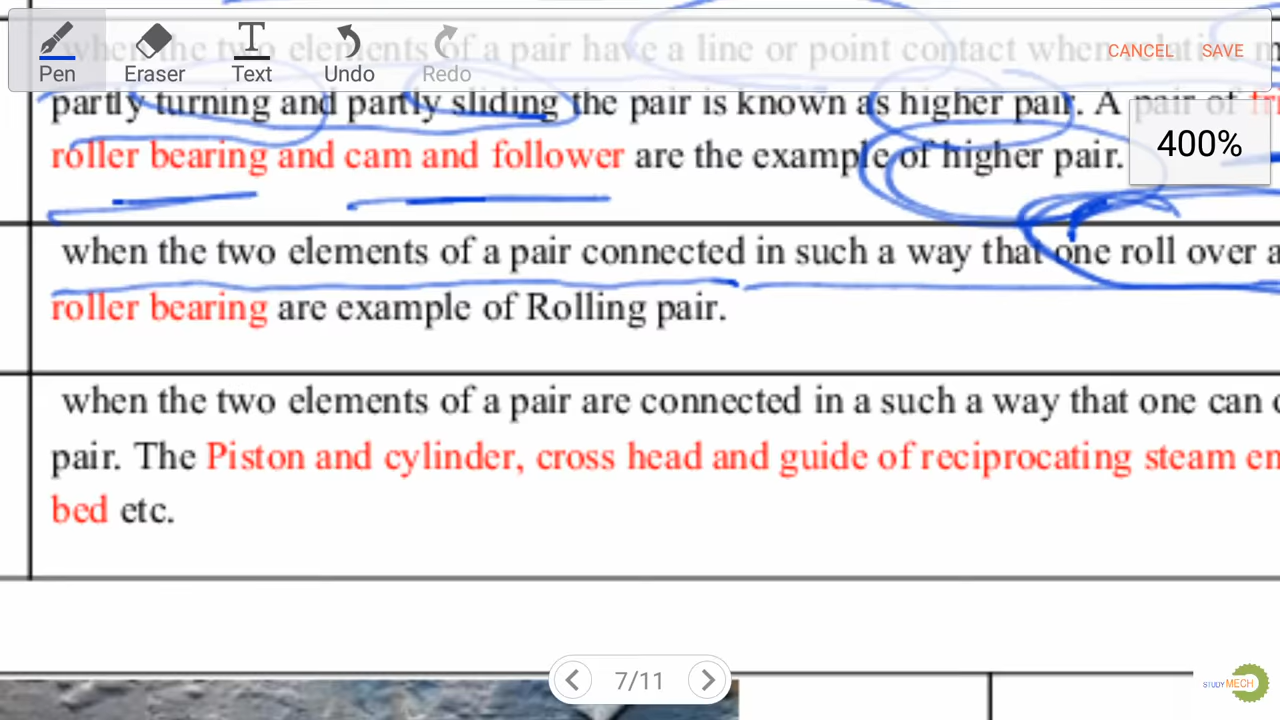 when the two elements of a pair have a line or point contact when relative m
Pen
Eraser
Text
Undo
Redo
CANCEL
SAVE
partly turning and partly sliding the pair is known as higher pair. A pair of fr
400%
roller bearing and cam and follower are the example of higher pair.
when the two elements of a pair connected in such a way that one roll over a
roller bearing are example of Rolling pair.
when the two elements of a pair are connected in a such a way that one can
pair. The Piston and cylinder, cross head and guide of reciprocating steam en
bed etc.
7/11
STUDYMECH